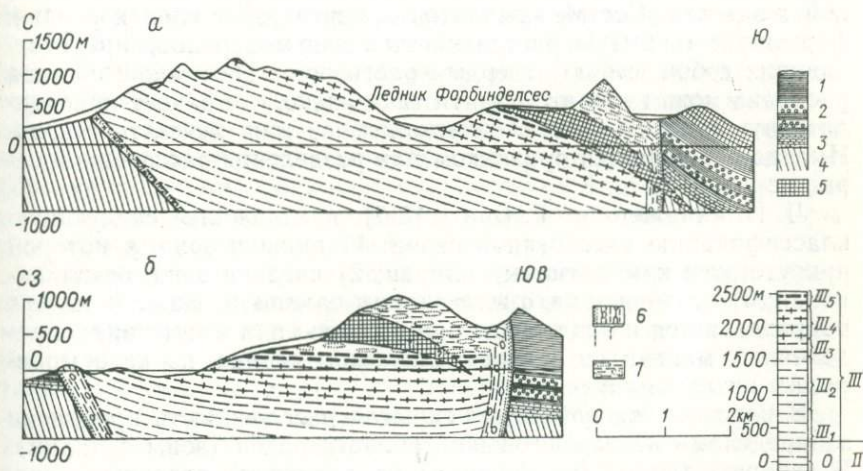 С
1500м
а
Ю
1000
500
Ледник Форбинделсес
0
-1000
1
2
3
4
5
СЗ
б
1000м
ЮВ
500
0
-1000
6
7
0 1 2км
2500м
2000
1500
1000
500
0
III₅
III₄
III₃
III₂
III₁
III
0
II